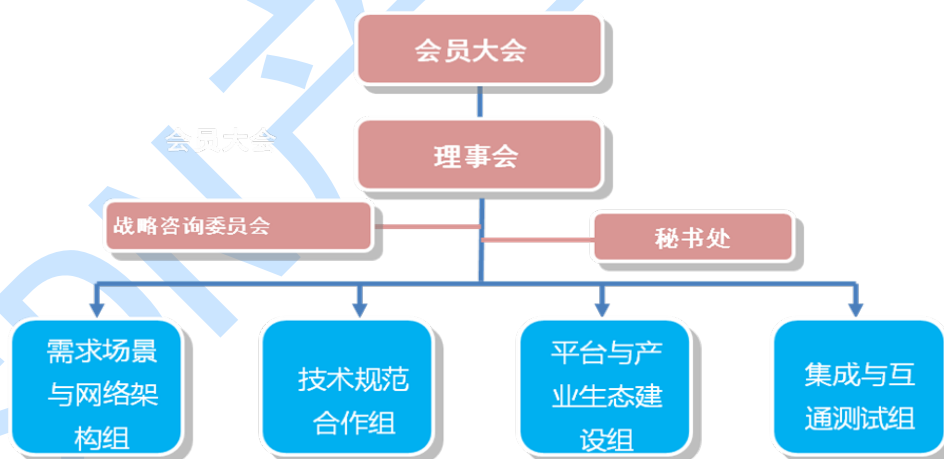 会员大会
会员大会
理事会
战略咨询委员会
秘书处
需求场景
与网络架
构组
技术规范
合作组
平台与产
业生态建
设组
集成与互
通测试组